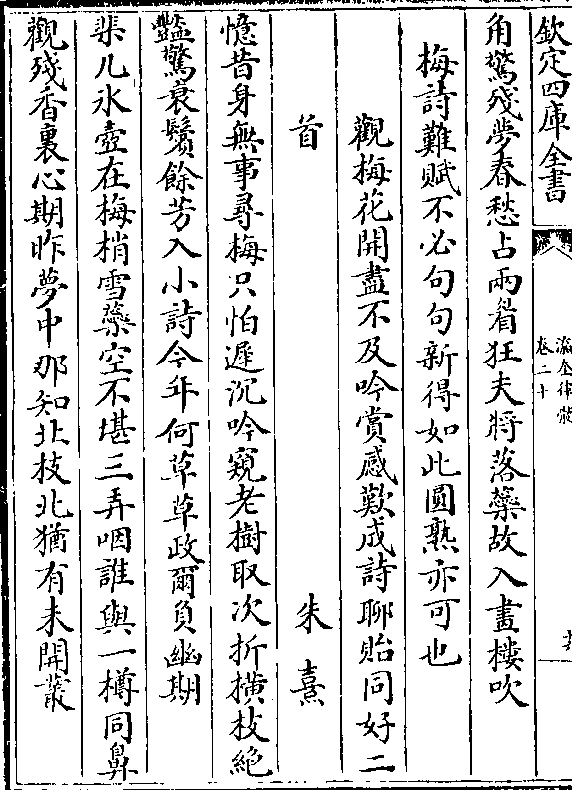 欽定四庫全書
瀛奎律髓
卷二十
角驚殘夢春愁占兩眉狂夫將落蘂故入畫樓吹
梅詩難賦不必句句新得如此圓熟亦可也
觀梅花開盡不及吟賞感歎成詩聊貽同好二
首
朱熹
憶昔身無事尋梅只怕遲沉吟窺老樹取次折橫枝絶
豔驚衰鬢餘芳入小詩今年何草草政爾負幽期
棐几氷壺在梅梢雪蘂空不堪三弄咽誰與一樽同鼻
觀殘香裏心期昨夢中那知北枝北猶有未開叢